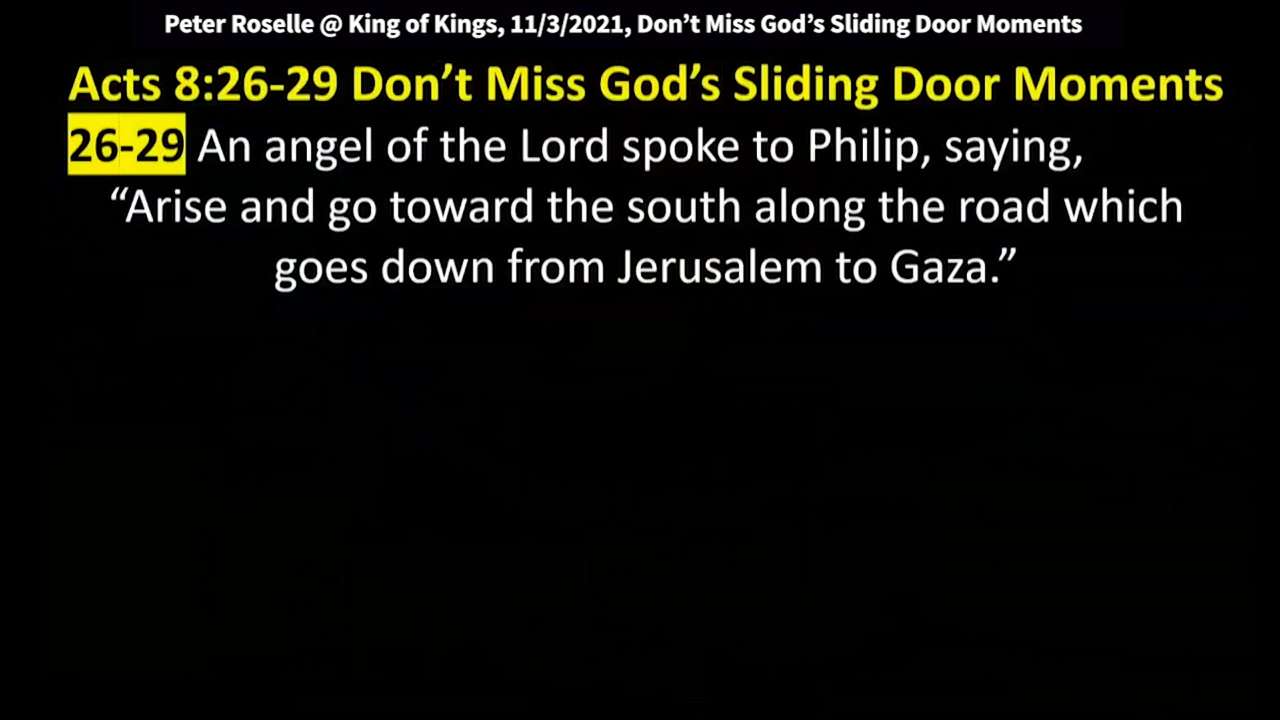 Peter Roselle @ King of Kings, 11/3/2021, Don’t Miss God’s Sliding Door Moments
Acts 8:26-29 Don’t Miss God’s Sliding Door Moments
26-29 An angel of the Lord spoke to Philip, saying,
“Arise and go toward the south along the road which
goes down from Jerusalem to Gaza.”